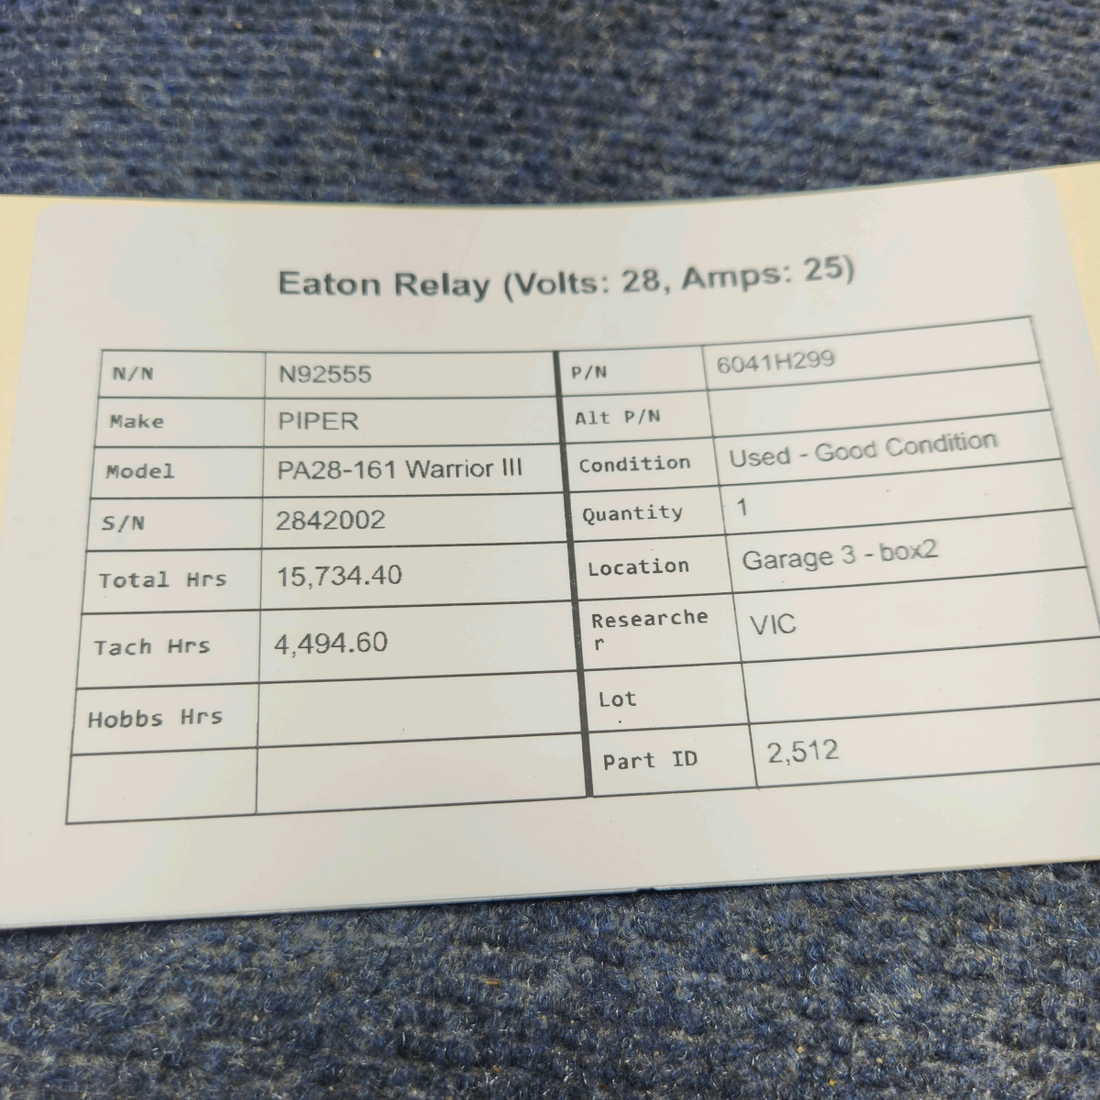 Eaton Relay (Volts: 28, Amps: 25)
N/N N92555 P/N 6041H299
Make PIPER Alt P/N
Model PA28-161 Warrior III Condition Used - Good Condition
S/N 2842002 Quantity 1
Total Hrs 15,734.40 Location Garage 3 - box2
Tach Hrs 4,494.60 Researche
r VIC
Hobbs Hrs Lot
Part ID 2,512